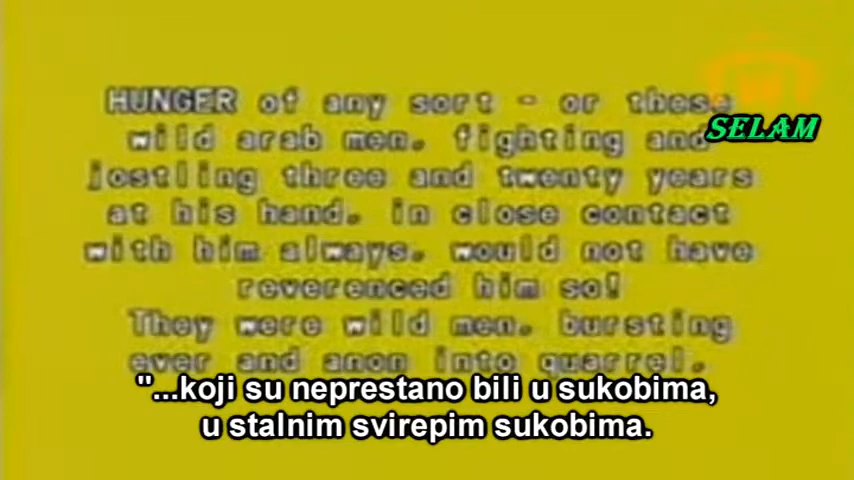 HUNGER of any sort - or these
SELAM
wild arab men. fighting and
jostling three and twenty years
at his hand. in close contact
with him always. would not have
reverenced him so!
They were wild men. bursting
ever and anon into quarrel.
"...koji su neprestano bili u sukobima,
u stalnim svirepim sukobima.